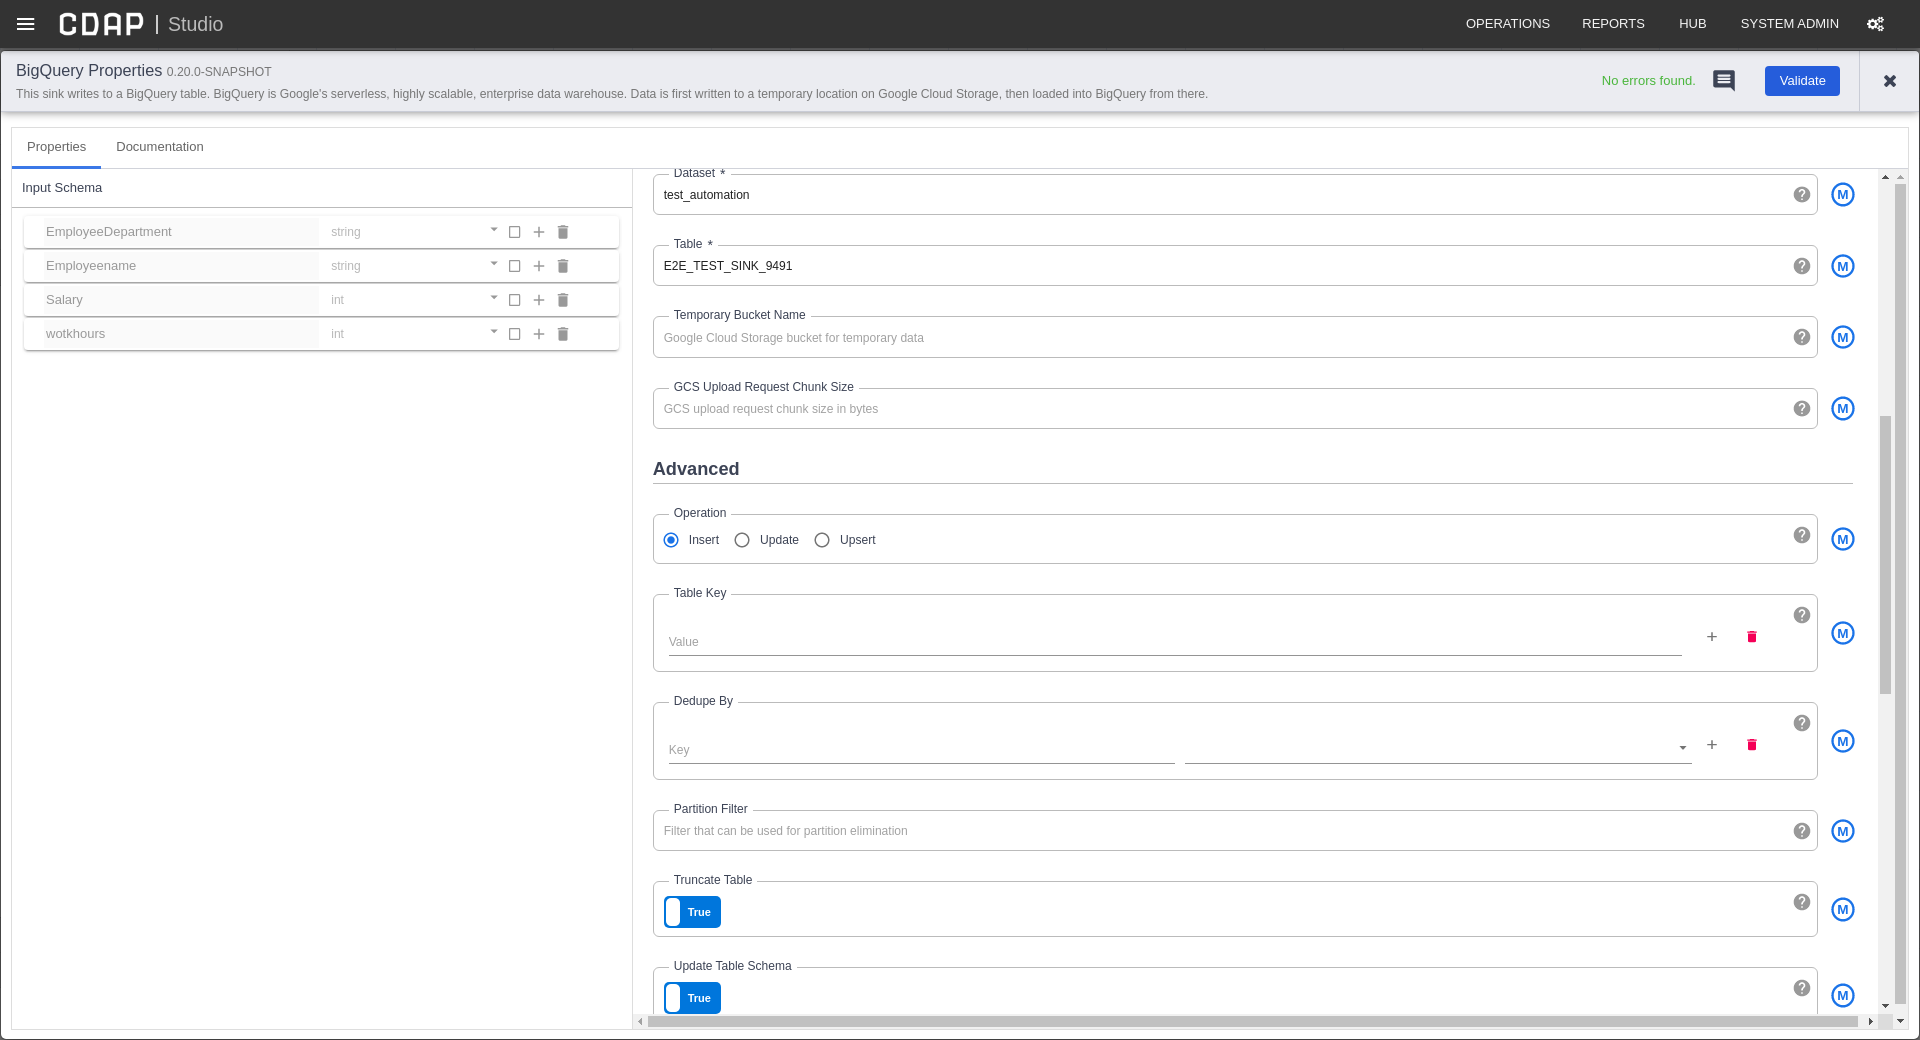 CDAP | Studio
OPERATIONS REPORTS HUB SYSTEM ADMIN
BigQuery Properties 0.20.0-SNAPSHOT
This sink writes to a BigQuery table. BigQuery is Google's serverless, highly scalable, enterprise data warehouse. Data is first written to a temporary location on Google Cloud Storage, then loaded into BigQuery from there.
No errors found.
Validate
Properties Documentation
Input Schema
EmployeeDepartment string
Employeename string
Salary int
wotkhours int
Dataset *
test_automation
M
Table *
E2E_TEST_SINK_9491
M
Temporary Bucket Name
Google Cloud Storage bucket for temporary data
M
GCS Upload Request Chunk Size
GCS upload request chunk size in bytes
M
Advanced
Operation
Insert Update Upsert
M
Table Key
Value
M
Dedupe By
Key
M
Partition Filter
Filter that can be used for partition elimination
M
Truncate Table
True
M
Update Table Schema
True
M